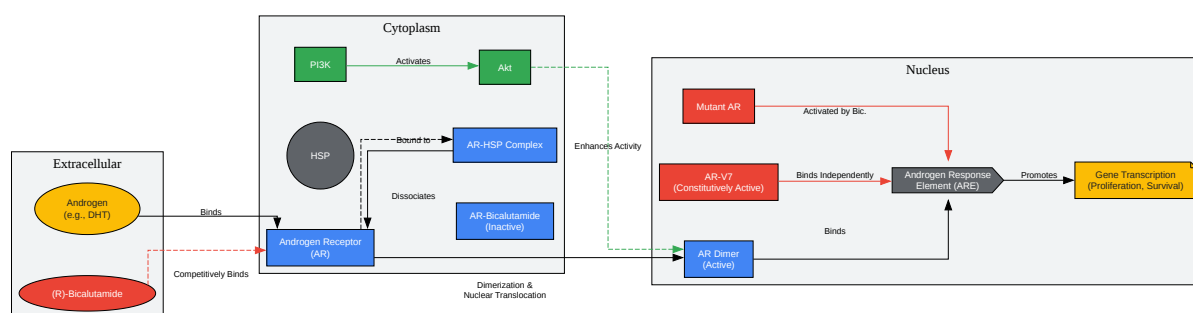 Extracellular
Androgen
(e.g., DHT)
(R)-Bicalutamide
Binds
Competitively Binds
Cytoplasm
PI3K
Activates
Akt
HSP
Bound to
AR-HSP Complex
Dissociates
AR-Bicalutamide
(Inactive)
Androgen Receptor
(AR)
Dimerization &
Nuclear Translocation
Enhances Activity
Nucleus
Mutant AR
Activated by Bic.
AR-V7
(Constitutively Active)
Binds Independently
Androgen Response
Element (ARE)
Promotes
Gene Transcription
(Proliferation, Survival)
Binds
AR Dimer
(Active)